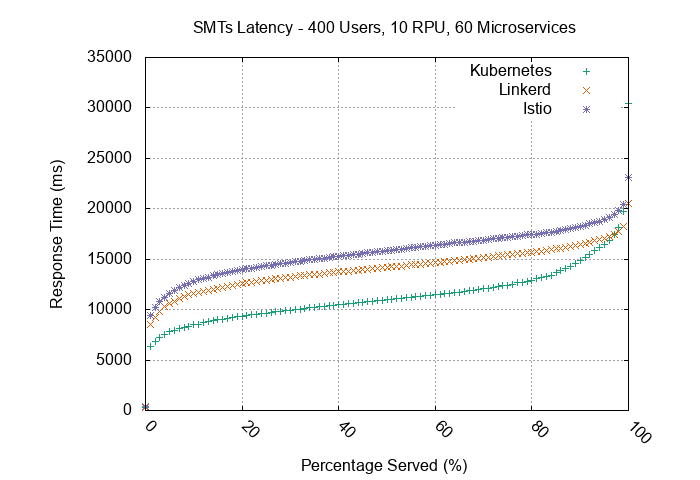 SMTs Latency - 400 Users, 10 RPU, 60 Microservices
35000
30000
25000
20000
15000
10000
5000
0
Response Time (ms)
Kubernetes
Linkerd
Istio
0
20
40
60
80
100
Percentage Served (%)